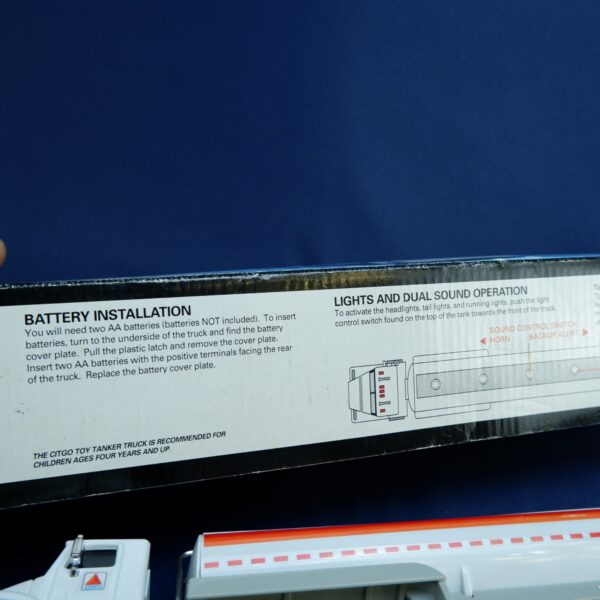 BATTERY INSTALLATION
You will need two AA batteries (batteries NOT included). To insert
batteries, turn to the underside of the truck and find the battery
cover plate. Pull the plastic latch and remove the cover plate.
Insert two AA batteries with the positive terminals facing the rear
of the truck. Replace the battery cover plate.
THE CITGO TOY TANKER TRUCK IS RECOMMENDED FOR
CHILDREN AGES FOUR YEARS AND UP.
LIGHTS AND DUAL SOUND OPERATION
To activate the headlights, tail lights, and running lights, push the light
control switch found on the top of the tank towards the front of the truck.
SOUND CONTROL SWITCH
HORN BACKUP ALERT